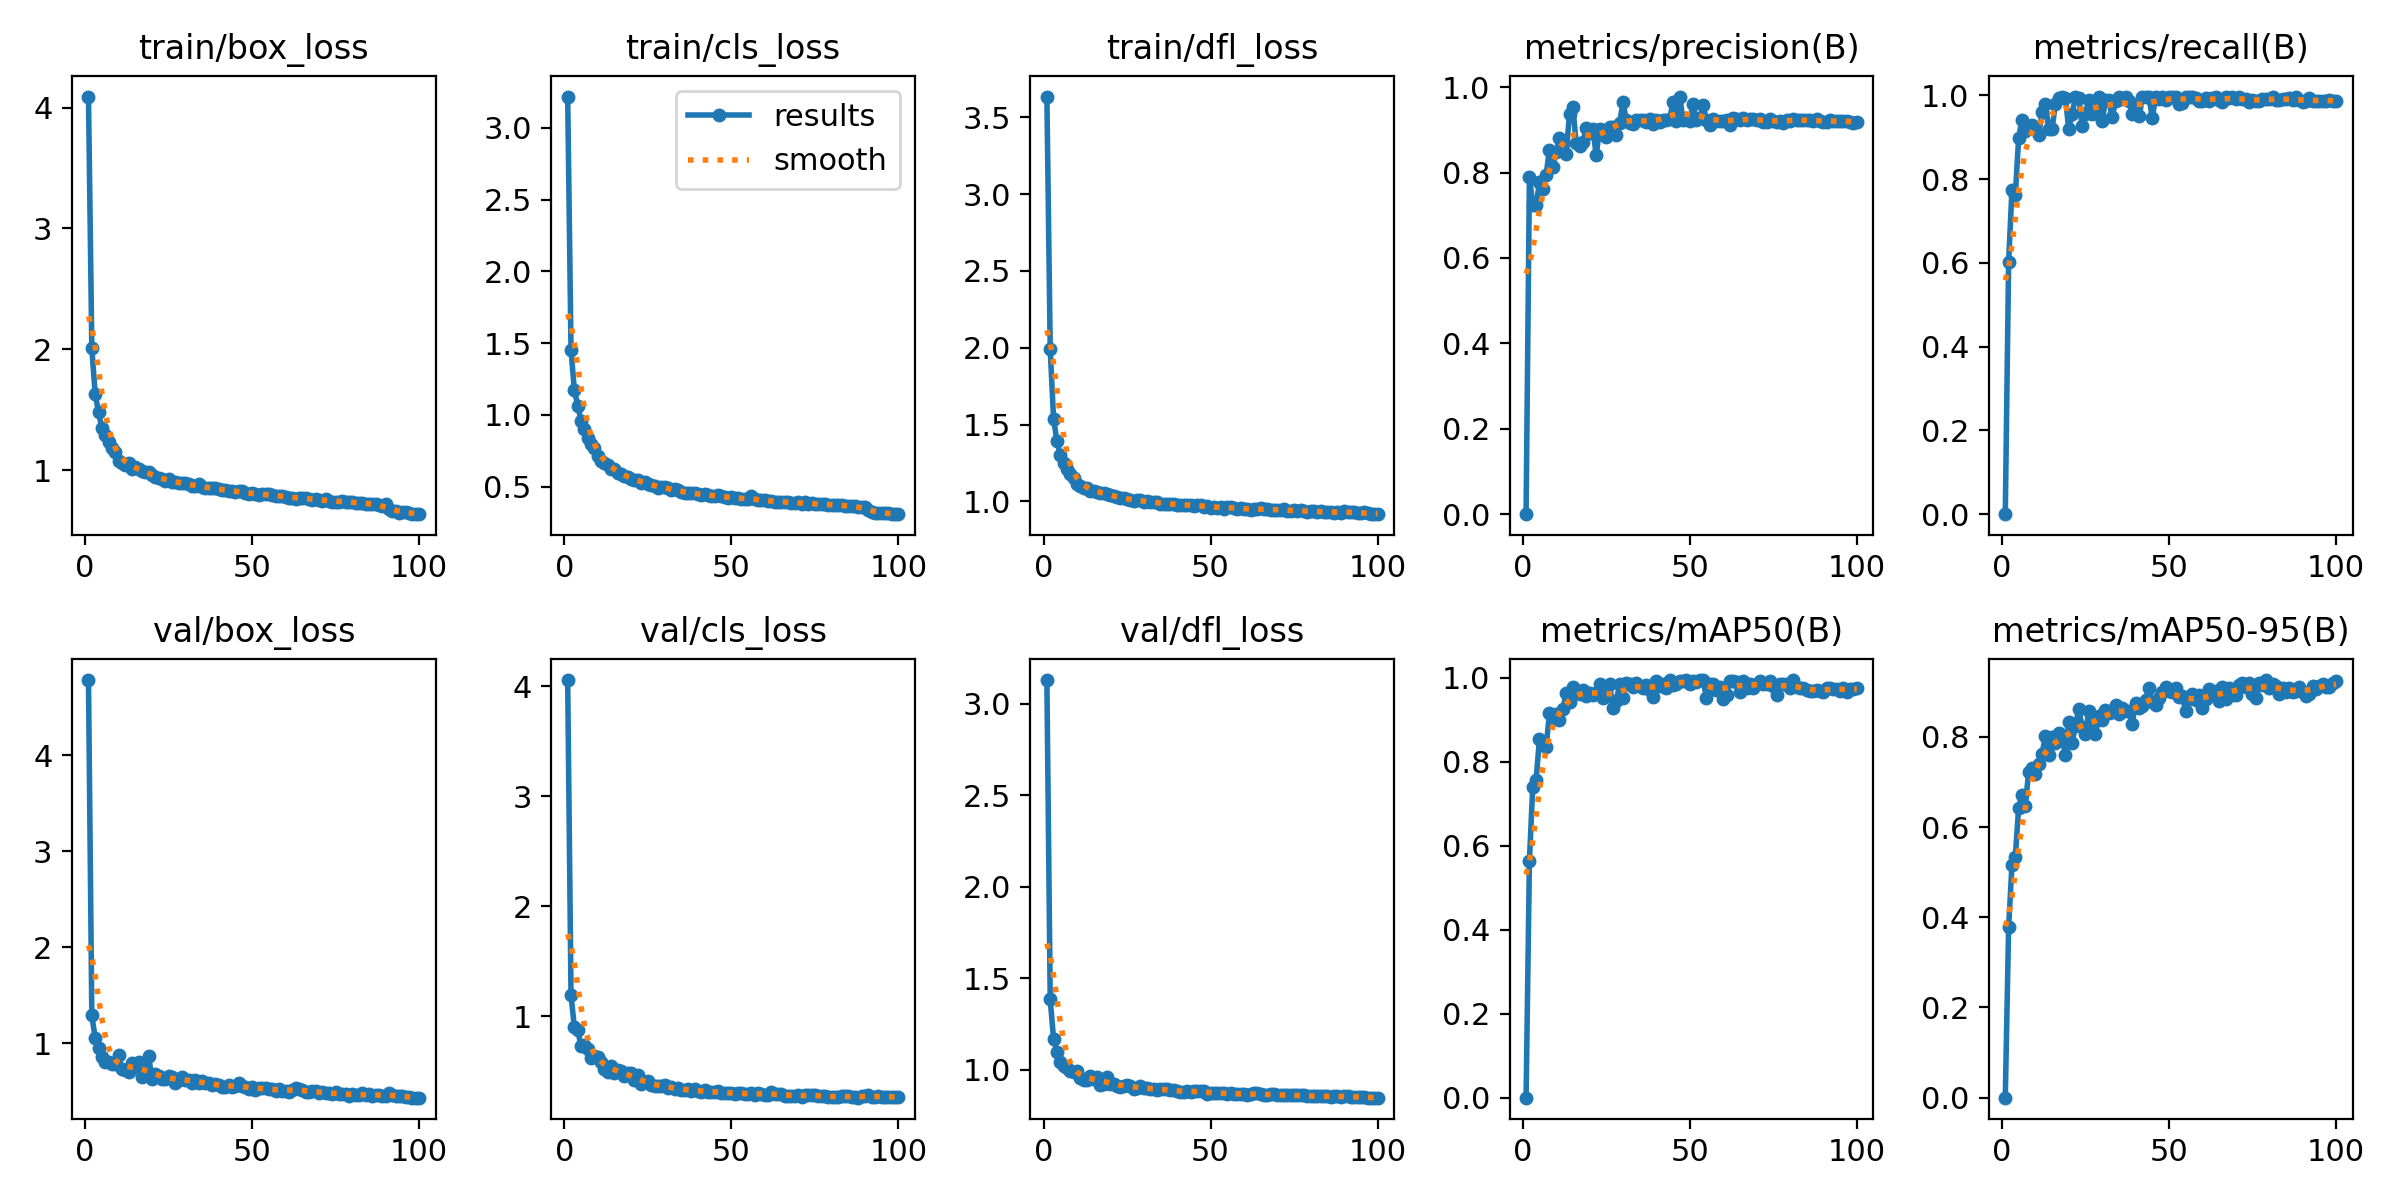 train/box_loss
4
3
2
1
0 50 100
train/cls_loss
results
smooth
3.0
2.5
2.0
1.5
1.0
0.5
0 50 100
train/dfl_loss
3.5
3.0
2.5
2.0
1.5
1.0
0 50 100
metrics/precision(B)
1.0
0.8
0.6
0.4
0.2
0.0
0 50 100
metrics/recall(B)
1.0
0.8
0.6
0.4
0.2
0.0
0 50 100
val/box_loss
4
3
2
1
0 50 100
val/cls_loss
4
3
2
1
0 50 100
val/dfl_loss
3.0
2.5
2.0
1.5
1.0
0 50 100
metrics/mAP50(B)
1.0
0.8
0.6
0.4
0.2
0.0
0 50 100
metrics/mAP50-95(B)
0.8
0.6
0.4
0.2
0.0
0 50 100